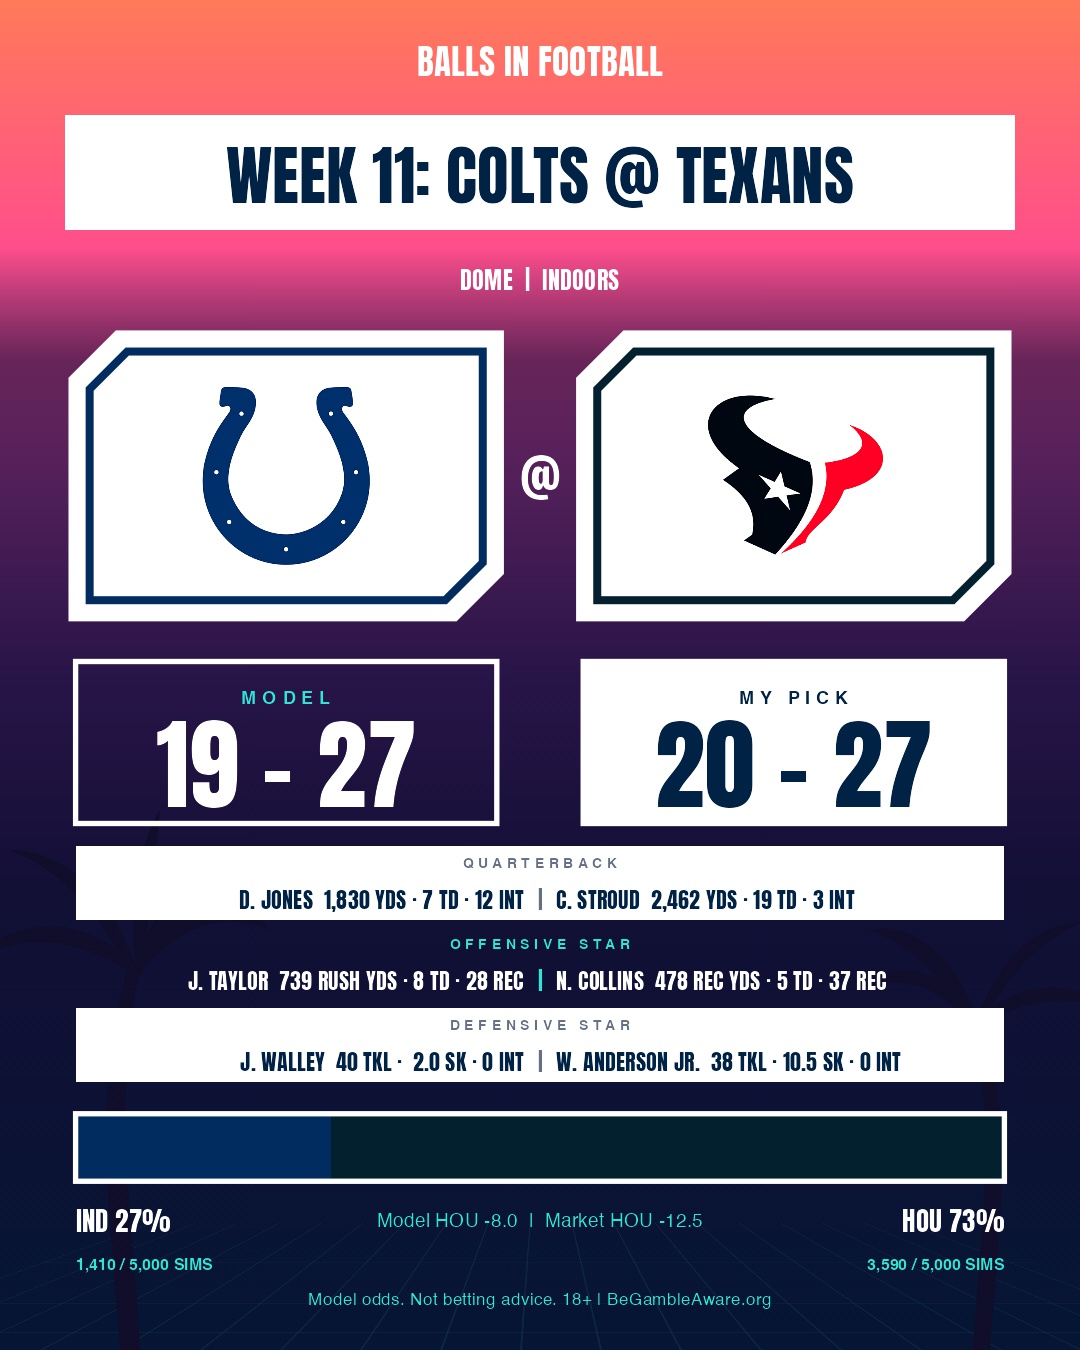 BALLS IN FOOTBALL
WEEK 11: COLTS @ TEXANS
DOME | INDOORS
@
MODEL
19 - 27
MY PICK
20 - 27
QUARTERBACK
D. JONES 1,830 YDS · 7 TD · 12 INT | C. STROUD 2,462 YDS · 19 TD · 3 INT
OFFENSIVE STAR
J. TAYLOR 739 RUSH YDS · 8 TD · 28 REC | N. COLLINS 478 REC YDS · 5 TD · 37 REC
DEFENSIVE STAR
J. WALLEY 40 TKL · 2.0 SK · 0 INT | W. ANDERSON JR. 38 TKL · 10.5 SK · 0 INT
IND 27%
Model HOU -8.0 | Market HOU -12.5
HOU 73%
1,410 / 5,000 SIMS
3,590 / 5,000 SIMS
Model odds. Not betting advice. 18+ | BeGambleAware.org